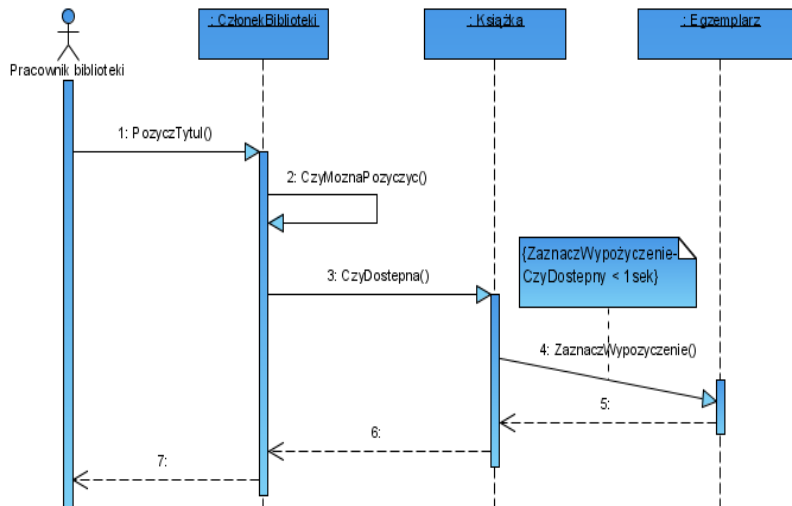 : CzłonekBiblioteki
: Książka
: Egzemplarz
Pracownik biblioteki
1: PozyczTytul()
2: CzyMoznaPozyczyc()
3: CzyDostepna()
{ZaznaczWypożyczenie-
CzyDostepny < 1sek}
4: ZaznaczWypozyczenie()
5:
6:
7: